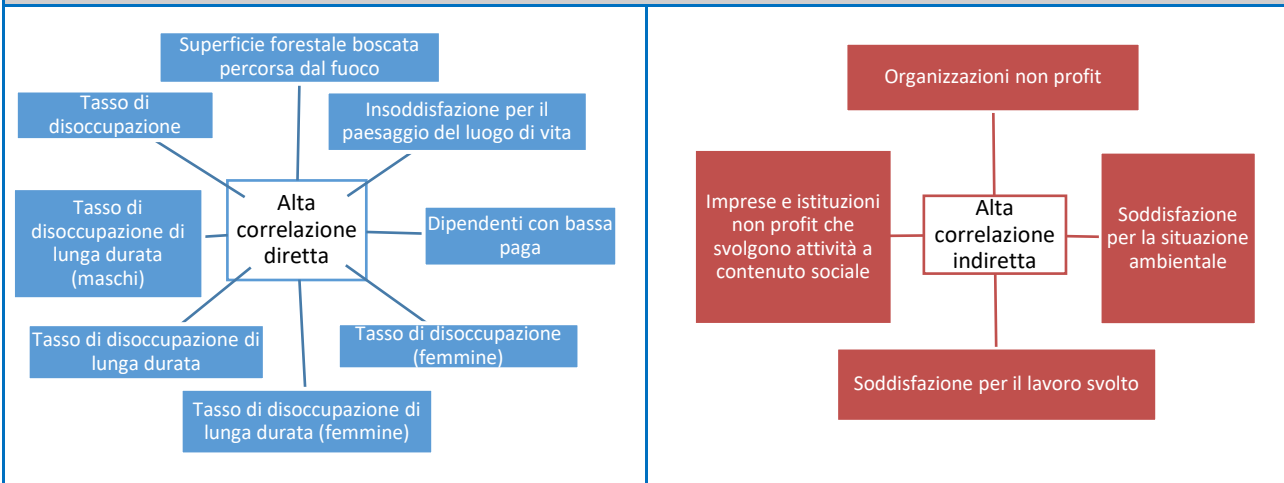 Superficie forestale boscata
percorsa dal fuoco
Tasso di
disoccupazione
Insoddisfazione per il
paesaggio del luogo di vita
Tasso di
disoccupazione di
lunga durata
(maschi)
Alta
correlazione
diretta
Dipendenti con bassa
paga
Tasso di disoccupazione di
lunga durata
Tasso di disoccupazione
(femmine)
Tasso di disoccupazione di
lunga durata (femmine)
Organizzazioni non profit
Imprese e istituzioni
non profit che
svolgono attività a
contenuto sociale
Alta
correlazione
indiretta
Soddisfazione
per la situazione
ambientale
Soddisfazione per il lavoro svolto